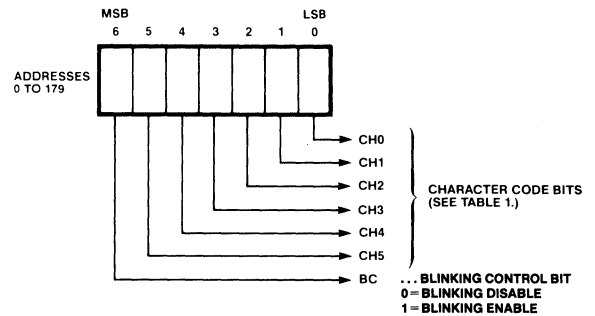 MSB LSB
6 5 4 3 2 1 0
ADDRESSES
0 TO 179
CH0
CH1
CH2
CH3
CH4
CH5
CHARACTER CODE BITS
(SEE TABLE 1.)
BC ...BLINKING CONTROL BIT
0=BLINKING DISABLE
1=BLINKING ENABLE